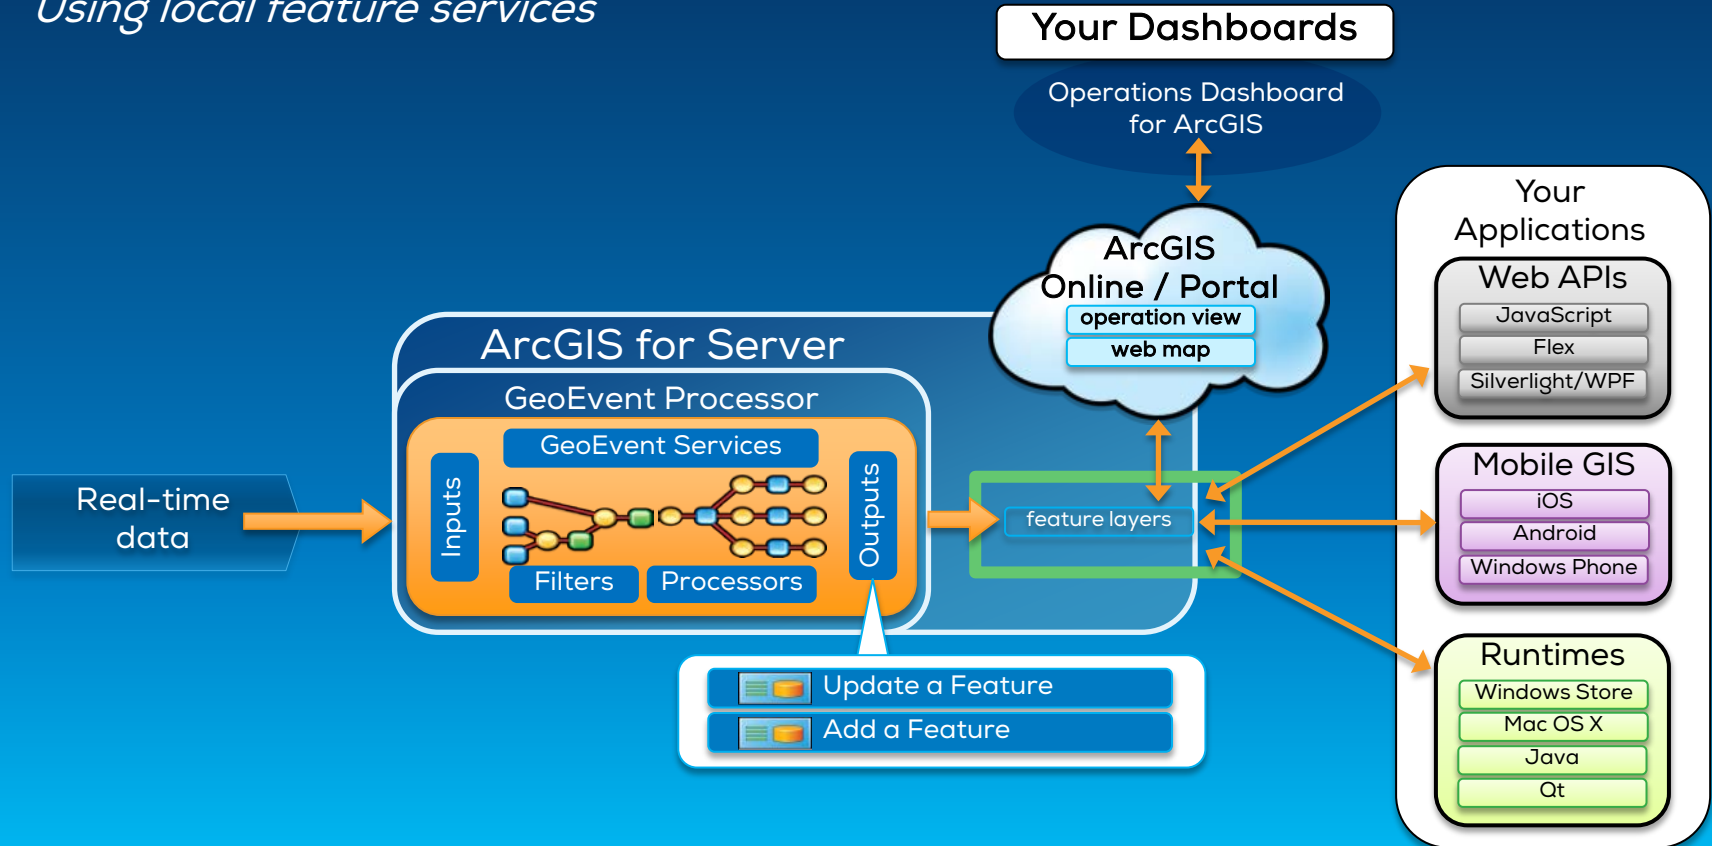 Using local feature services
Your Dashboards
Operations Dashboard
for ArcGIS
ArcGIS
Online / Portal
operation view
web map
ArcGIS for Server
GeoEvent Processor
GeoEvent Services
Inputs
Outputs
Filters
Processors
Real-time
data
feature layers
Update a Feature
Add a Feature
Your
Applications
Web APIs
JavaScript
Flex
Silverlight/WPF
Mobile GIS
iOS
Android
Windows Phone
Runtimes
Windows Store
Mac OS X
Java
Qt